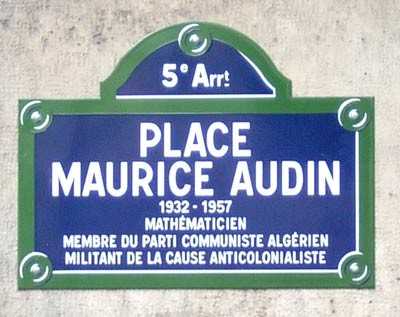 5e Arrt
PLACE
MAURICE AUDIN
1932 - 1957
MATHÉMATICIEN
MEMBRE DU PARTI COMMUNISTE ALGÉRIEN
MILITANT DE LA CAUSE ANTICOLONIALISTE